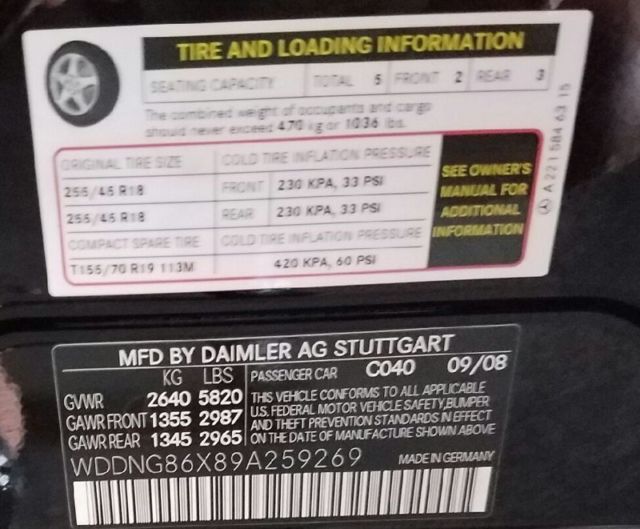 TIRE AND LOADING INFORMATION
SEATING CAPACITY TOTAL 5 FRONT 2 REAR 3
The combined weight of occupants and cargo
should never exceed 470 kg or 1036 lbs.
ORIGINAL TIRE SIZE COLD TIRE INFLATION PRESSURE
255/45 R18 FRONT 230 KPA, 33 PSI
255/45 R18 REAR 230 KPA, 33 PSI
COMPACT SPARE TIRE COLD TIRE INFLATION PRESSURE
T155/70 R19 113M 420 KPA, 60 PSI
SEE OWNER'S
MANUAL FOR
ADDITIONAL
INFORMATION
A 221 584 63 15
MFD BY DAIMLER AG STUTTGART
KG LBS PASSENGER CAR C040 09/08
GVWR 2640 5820
GAWR FRONT 1355 2987
GAWR REAR 1345 2965
THIS VEHICLE CONFORMS TO ALL APPLICABLE
U.S. FEDERAL MOTOR VEHICLE SAFETY,BUMPER
AND THEFT PREVENTION STANDARDS IN EFFECT
ON THE DATE OF MANUFACTURE SHOWN ABOVE
WDDNG86X89A259269 MADE IN GERMANY